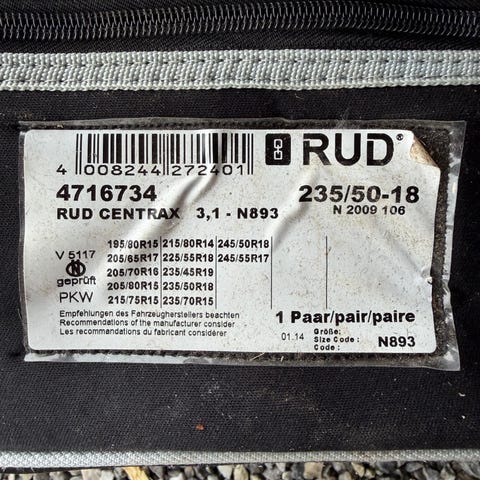 4 008244 272401
RUD®
4716734 235/50-18
RUD CENTRAX 3,1 - N893 N 2009 106
195/80R15 215/80R14 245/50R18
V 5117 205/65R17 225/55R18 245/55R17
205/70R16 235/45R19
geprüft 205/80R15 235/50R18
PKW 215/75R15 235/70R15
Empfehlungen des Fahrzeugherstellers beachten
Recommendations of the manufacturer consider
Les recommandations du fabricant considérer
1 Paar/pair/paire
01.14 Größe:
Size Code :
Code : N893